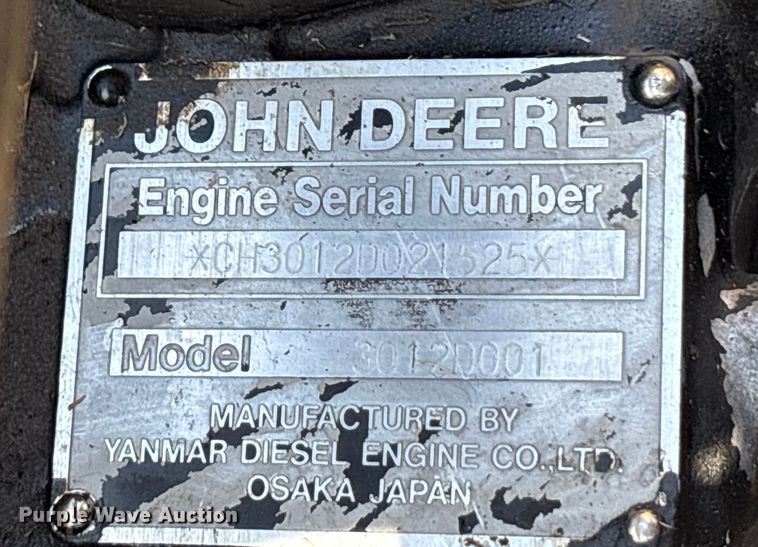 JOHN DEERE
Engine Serial Number
*CH3012D021525*
Model 3012D001
MANUFACTURED BY
YANMAR DIESEL ENGINE CO.,LTD.
OSAKA JAPAN
Purple Wave Auction